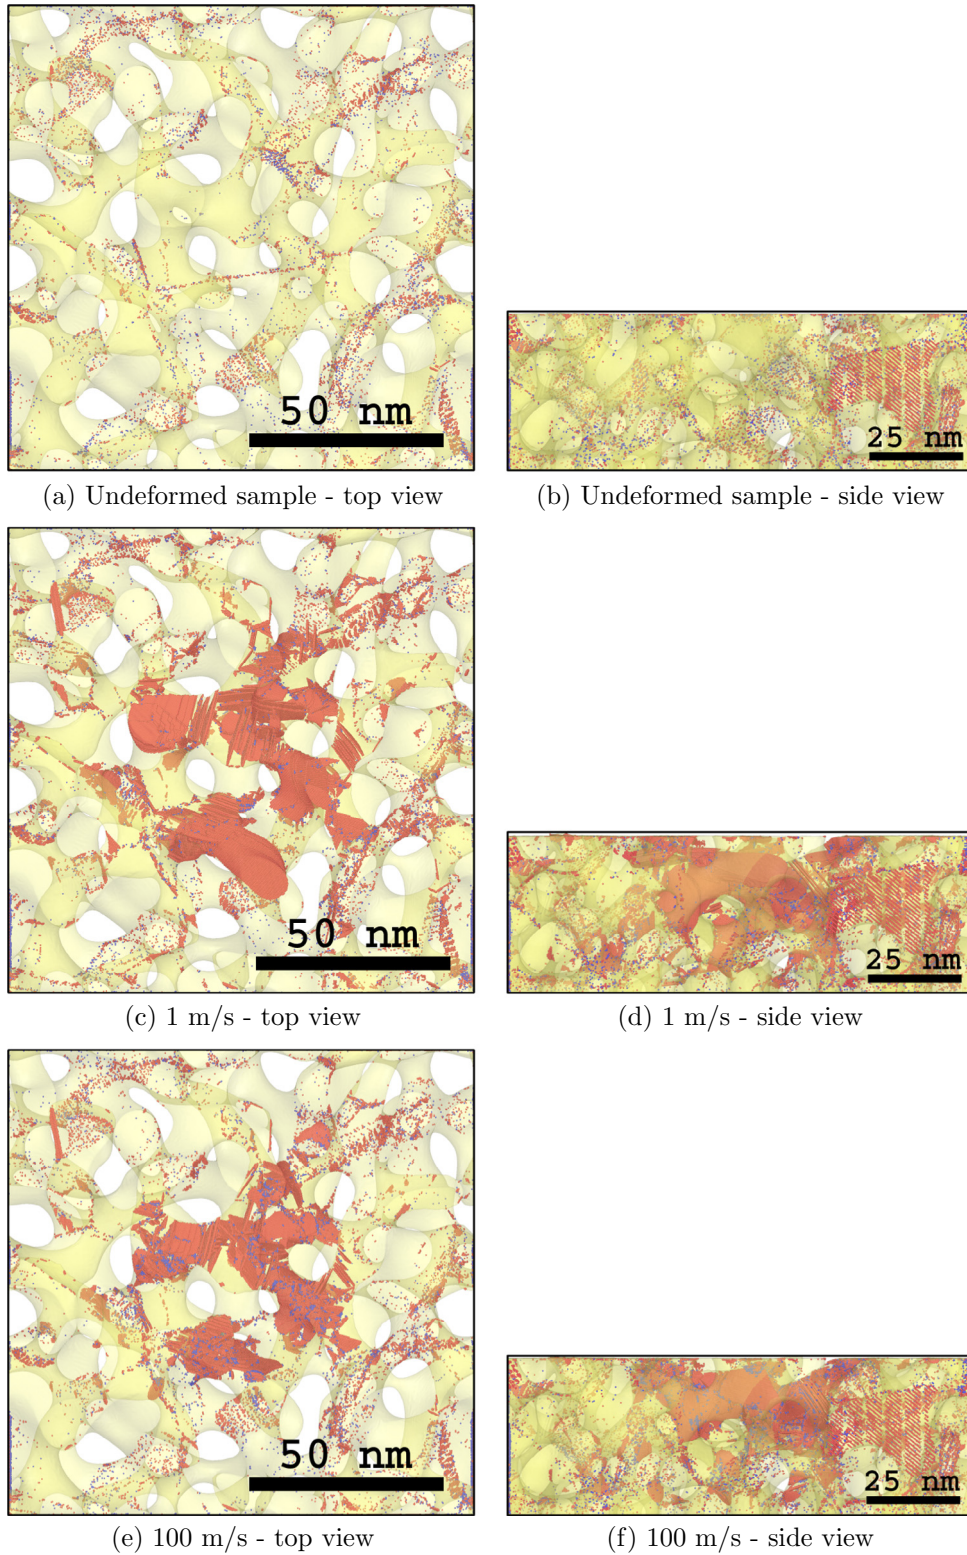 50 nm
25 nm
(a) Undeformed sample - top view
(b) Undeformed sample - side view
50 nm
25 nm
(c) 1 m/s - top view
(d) 1 m/s - side view
50 nm
25 nm
(e) 100 m/s - top view
(f) 100 m/s - side view